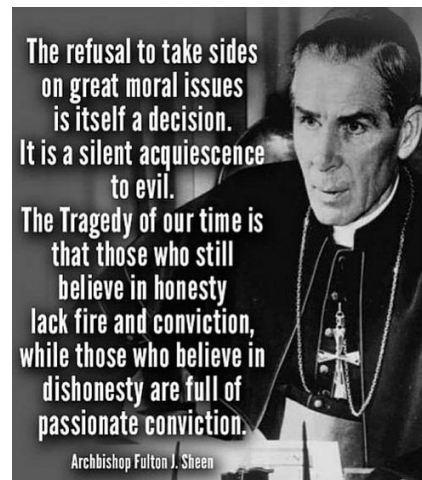 The refusal to take sides
on great moral issues
is itself a decision.
It is a silent acquiescence
to evil.
The Tragedy of our time is
that those who still
believe in honesty
lack fire and conviction,
while those who believe in
dishonesty are full of
passionate conviction.
Archbishop Fulton J. Sheen